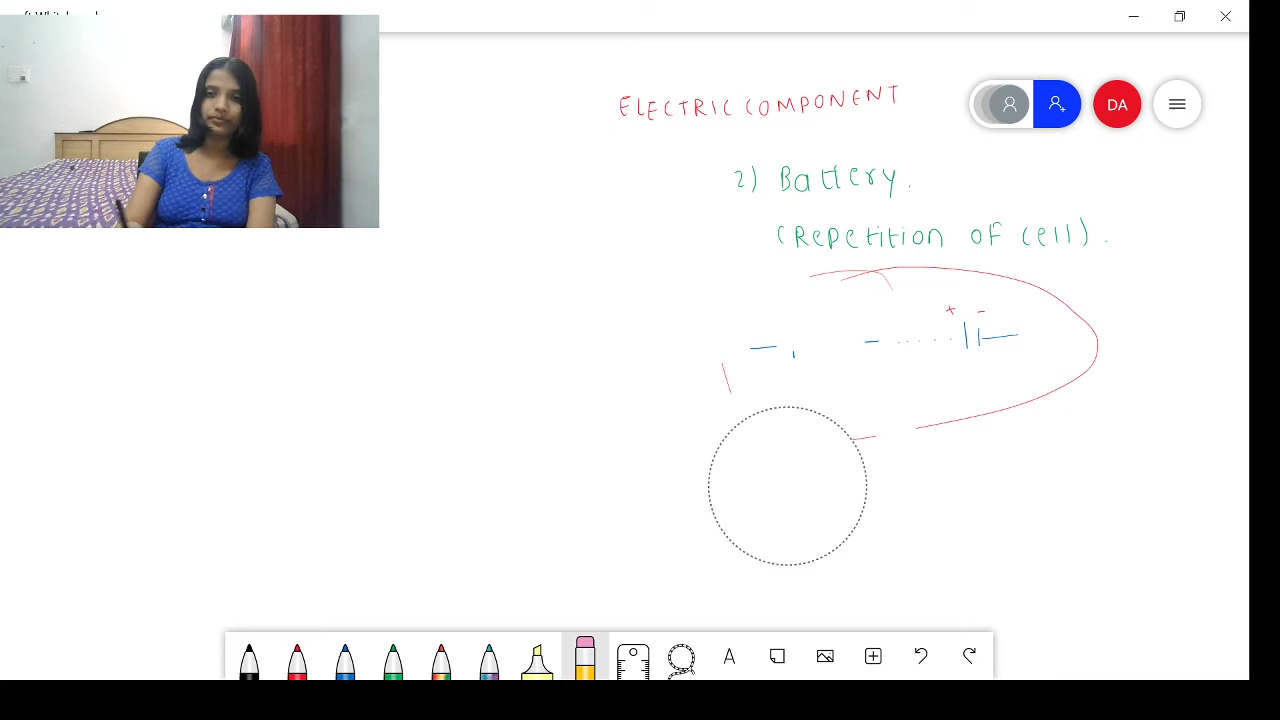 ELECTRIC COMPONENT
DA
2) Battery.
(Repetition of cell).
+ -
A